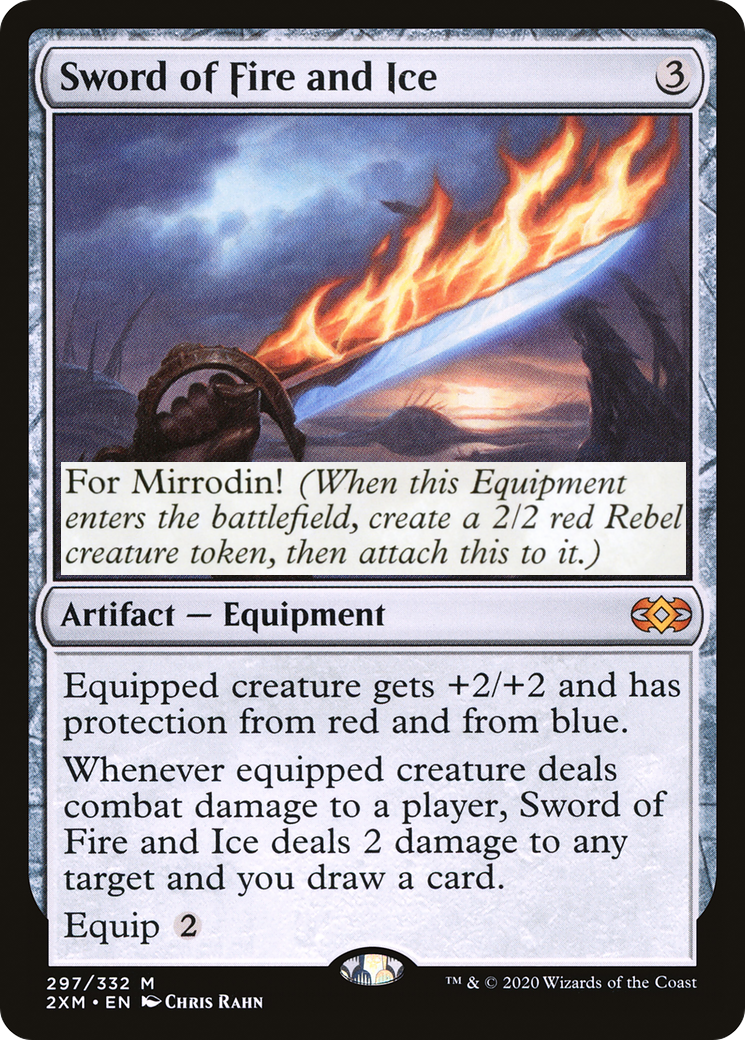 Sword of Fire and Ice 3
For Mirrodin! (When this Equipment
enters the battlefield, create a 2/2 red Rebel
creature token, then attach this to it.)
Artifact — Equipment
Equipped creature gets +2/+2 and has
protection from red and from blue.
Whenever equipped creature deals
combat damage to a player, Sword of
Fire and Ice deals 2 damage to any
target and you draw a card.
Equip 2
297/332 M
2XM • EN Chris Rahn
™ & © 2020 Wizards of the Coast